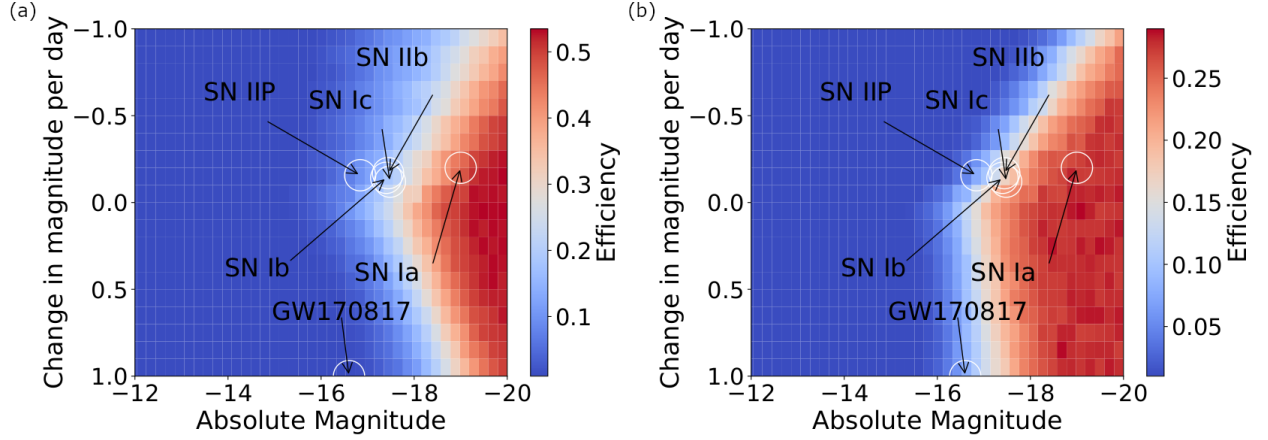 (a)
Change in magnitude per day
−1.0
−0.5
0.0
0.5
1.0
−12
−14
−16
−18
−20
Absolute Magnitude
SN IIb
SN IIP
SN Ic
SN Ib
SN Ia
GW170817
0.5
0.4
0.3
0.2
0.1
Efficiency
(b)
Change in magnitude per day
−1.0
−0.5
0.0
0.5
1.0
−12
−14
−16
−18
−20
Absolute Magnitude
SN IIb
SN IIP
SN Ic
SN Ib
SN Ia
GW170817
0.25
0.20
0.15
0.10
0.05
Efficiency